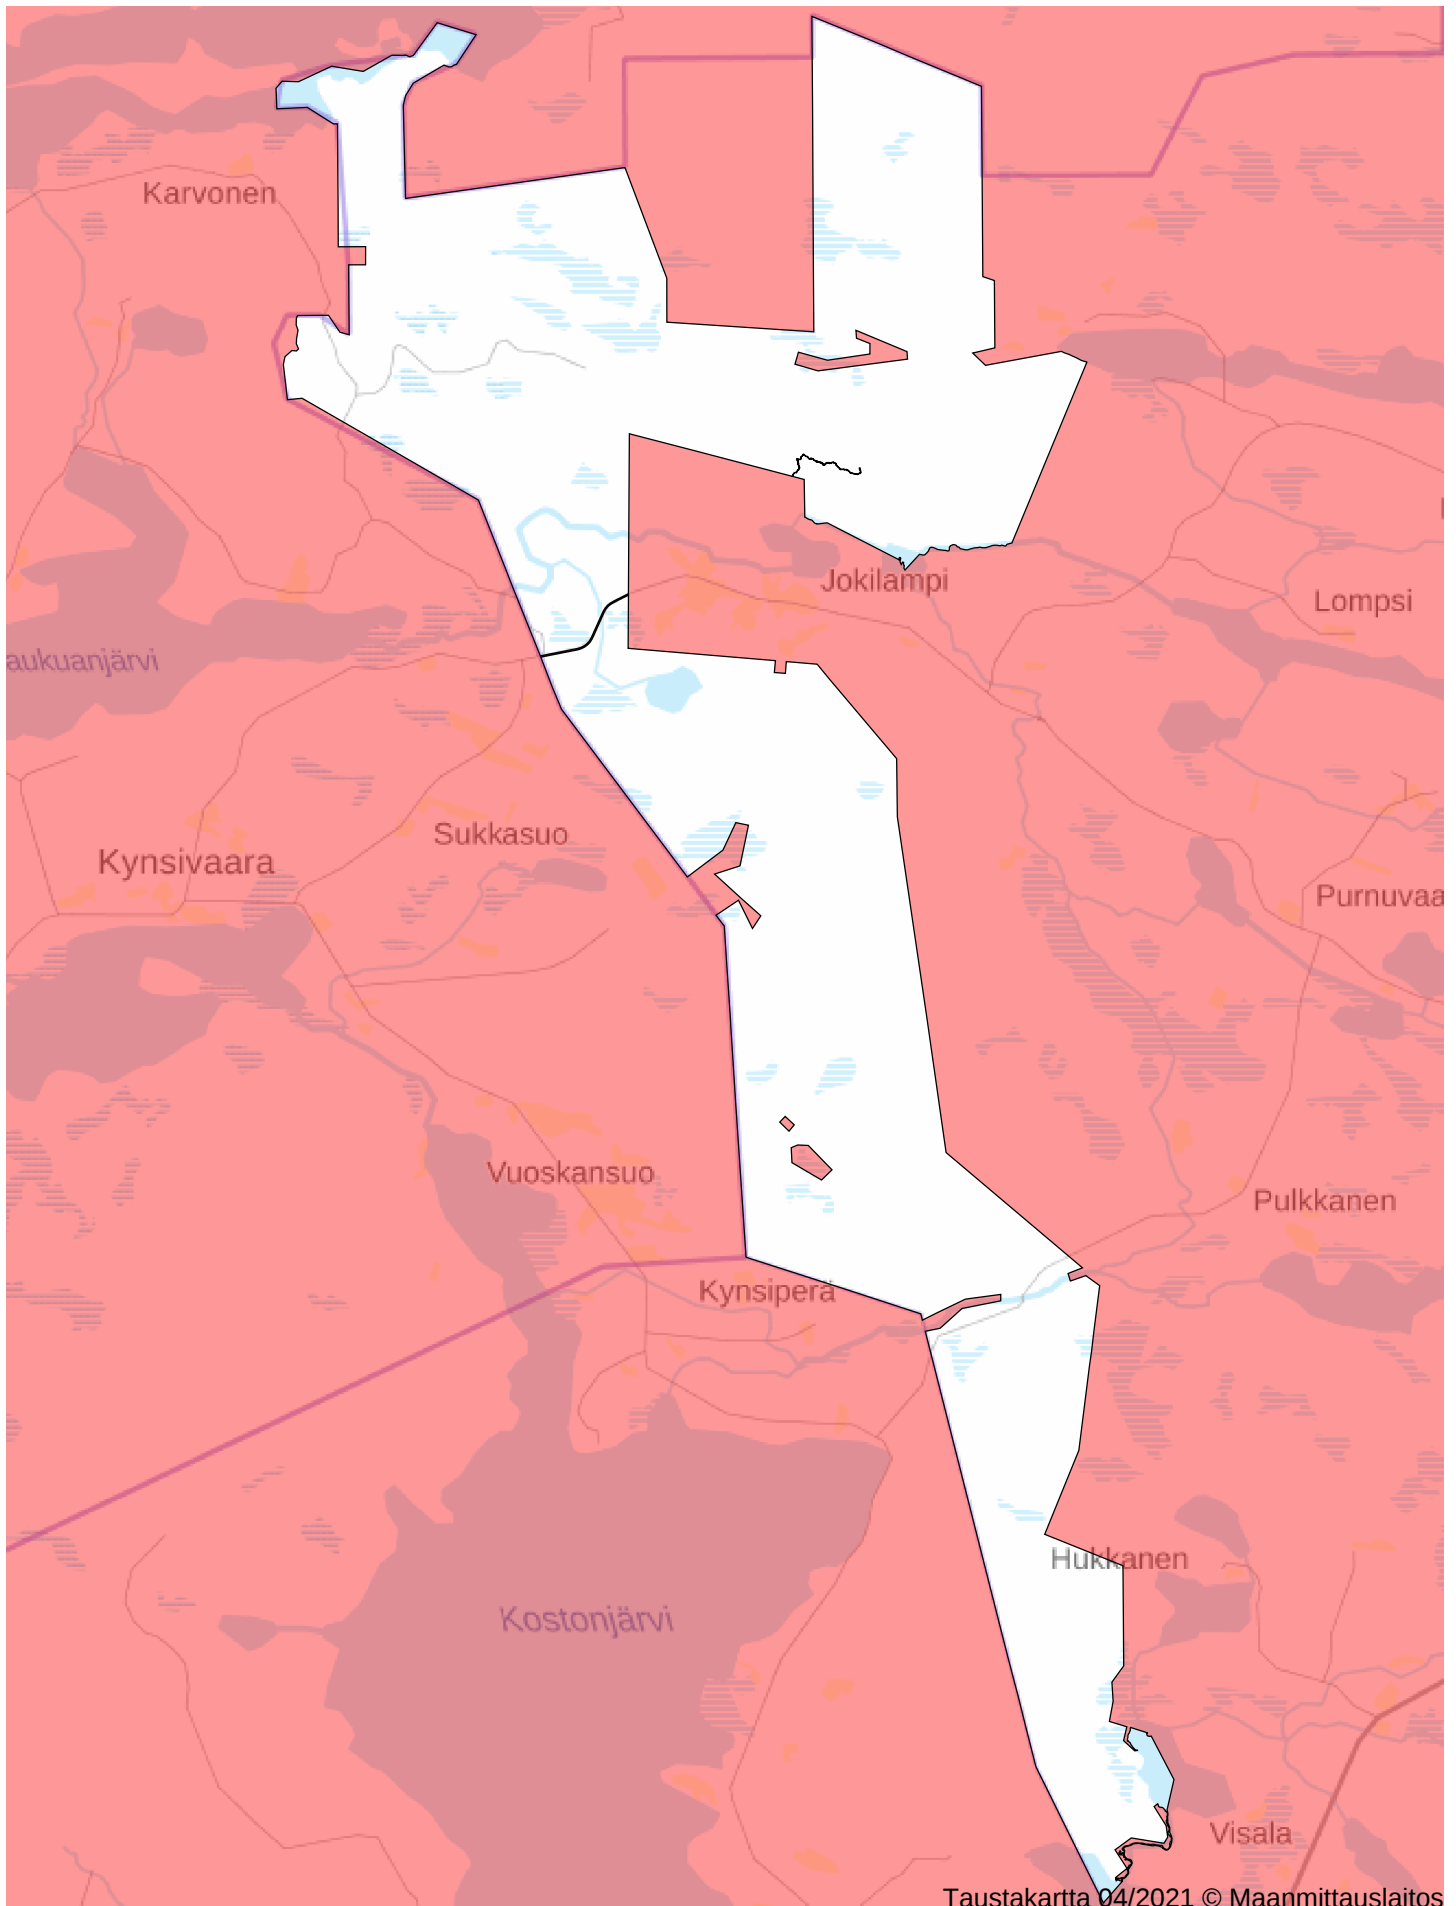 Karvonen
Jokilampi
Lompsi
aukuanjärvi
Sukkasuo
Kynsivaara
Purnuvaa
Vuoskansuo
Pulkkanen
Kynsiperä
Hukkanen
Kostonjärvi
Visala
Taustakartta 04/2021 © Maanmittauslaitos